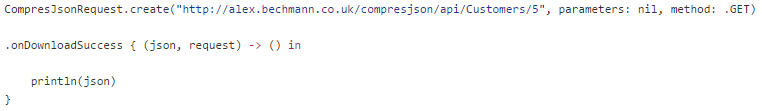 CompresJsonRequest.create("http://alex.bechmann.co.uk/compresjson/api/Customers/5", parameters: nil, method: .GET)
.onDownloadSuccess { (json, request) -> () in
println(json)
}